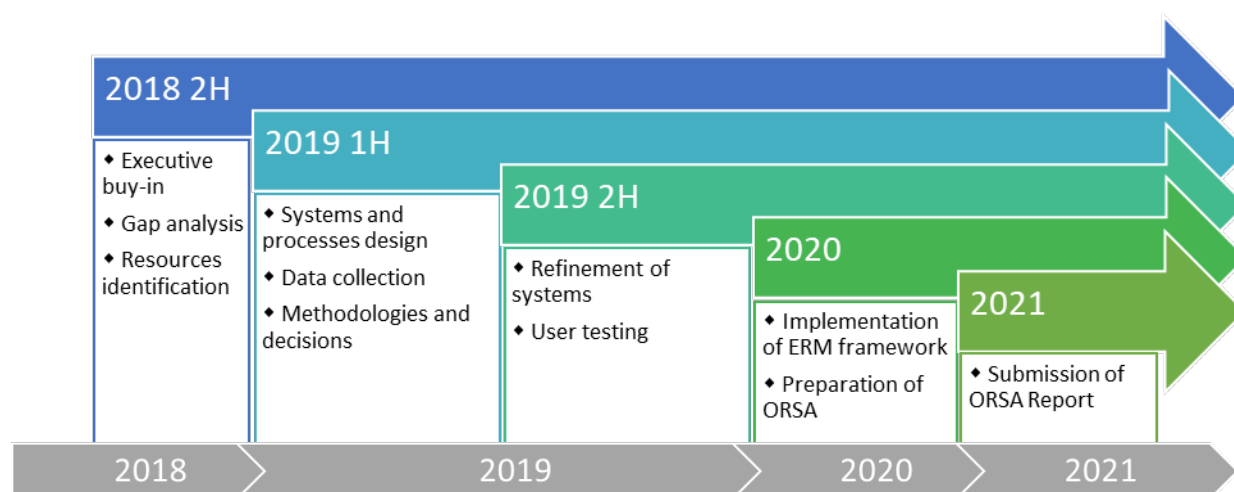 2018 2H
◆ Executive
buy-in
◆ Gap analysis
◆ Resources
identification
2019 1H
◆ Systems and
processes design
◆ Data collection
◆ Methodologies and
decisions
2019 2H
◆ Refinement of
systems
◆ User testing
2020
◆ Implementation
of ERM framework
◆ Preparation of
ORSA
2021
◆ Submission of
ORSA Report
2018
2019
2020
2021